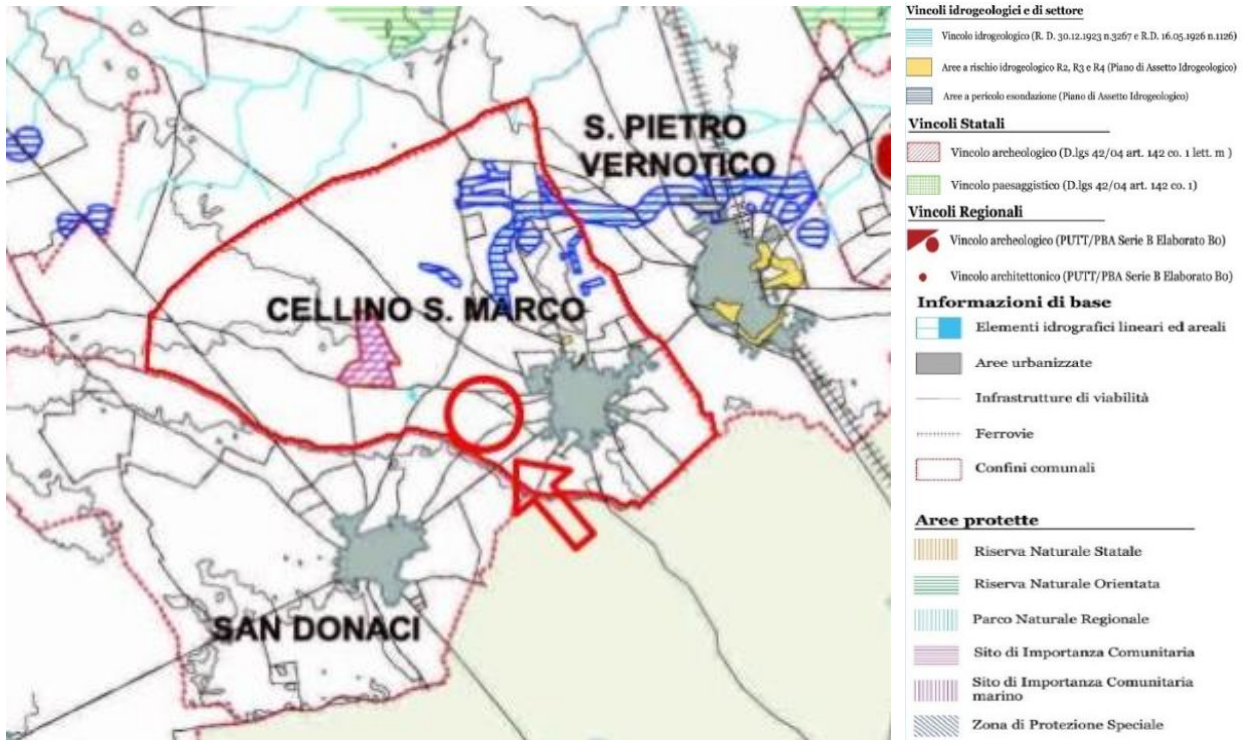 S. PIETRO
VERNOTICO
CELLINO S. MARCO
SAN DONACI
Vincoli idrogeologici e di settore
Vincolo idrogeologico (R. D. 30.12.1923 n.3267 e R.D. 16.05.1926 n.1126)
Aree a rischio idrogeologico R2, R3 e R4 (Piano di Assetto Idrogeologico)
Aree a pericolo esondazione (Piano di Assetto Idrogeologico)
Vincoli Statali
Vincolo archeologico (D.lgs 42/04 art. 142 co. 1 lett. m )
Vincolo paesaggistico (D.lgs 42/04 art. 142 co. 1)
Vincoli Regionali
Vincolo archeologico (PUTT/PBA Serie B Elaborato B0)
Vincolo architettonico (PUTT/PBA Serie B Elaborato B0)
Informazioni di base
Elementi idrografici lineari ed areali
Aree urbanizzate
Infrastrutture di viabilità
Ferrovie
Confini comunali
Aree protette
Riserva Naturale Statale
Riserva Naturale Orientata
Parco Naturale Regionale
Sito di Importanza Comunitaria
Sito di Importanza Comunitaria
marino
Zona di Protezione Speciale